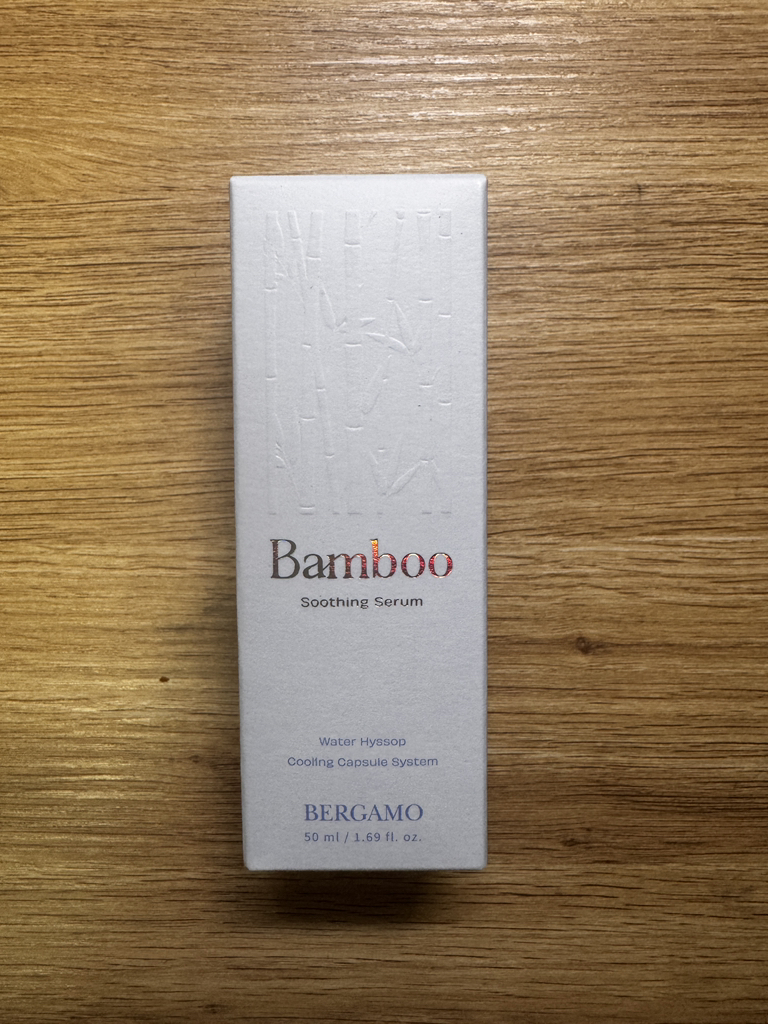 Bamboo
Soothing Serum
Water Hyssop
Cooling Capsule System
BERGAMO
50 ml / 1.69 fl. oz.